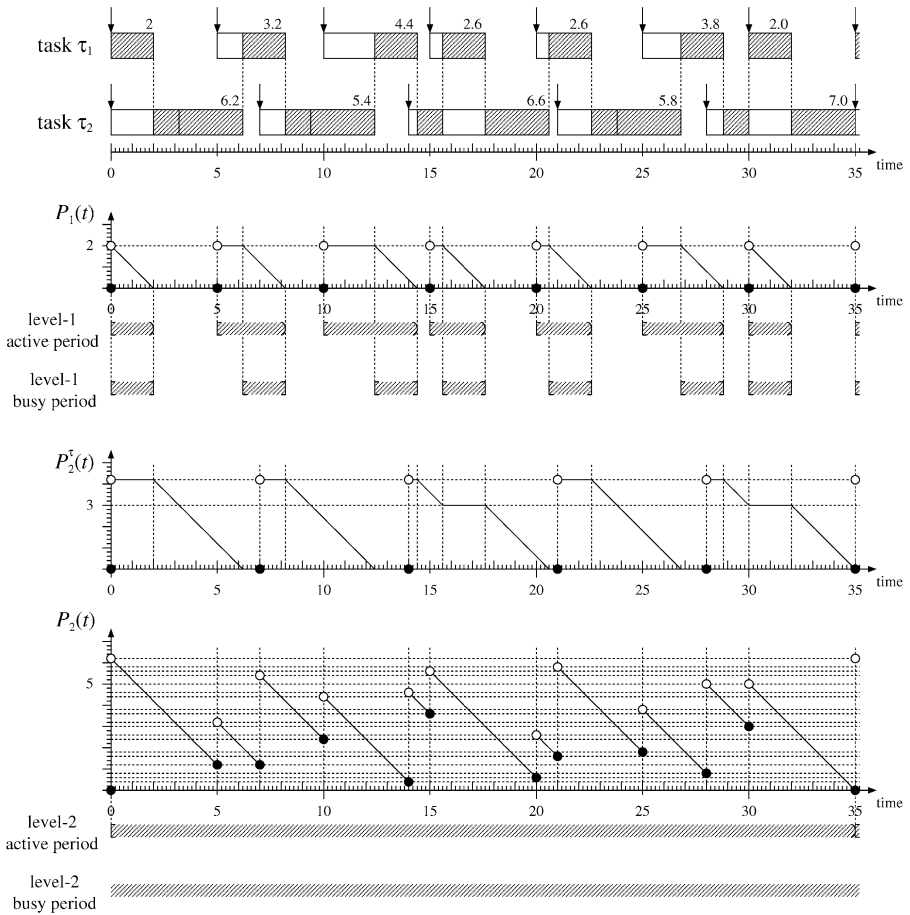 2 3.2 4.4 2.6 2.6 3.8 2.0
task τ1
6.2 5.4 6.6 5.8 7.0
task τ2
time
0 5 10 15 20 25 30 35
P1(t)
2
time
0 5 10 15 20 25 30 35
level-1
active period
level-1
busy period
P2τ(t)
3
time
0 5 10 15 20 25 30 35
P2(t)
5
time
0 5 10 15 20 25 30 35
level-2
active period
level-2
busy period